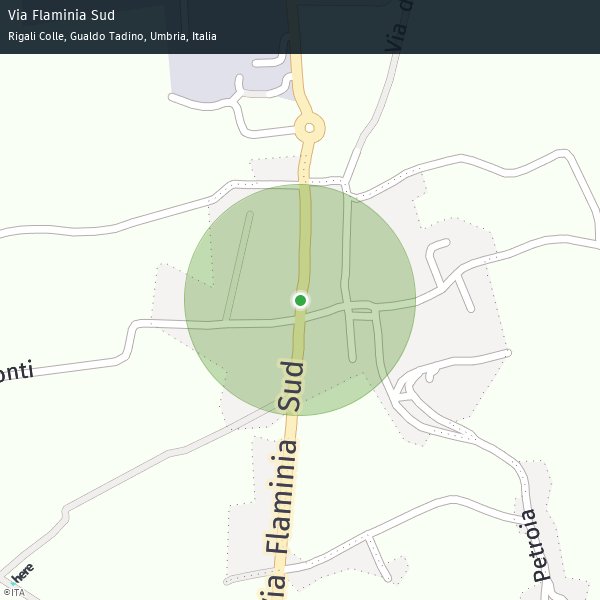 Via Flaminia Sud
Rigali Colle, Gualdo Tadino, Umbria, Italia
Via d
onti
Via Flaminia Sud
Petroia
here
©ITA